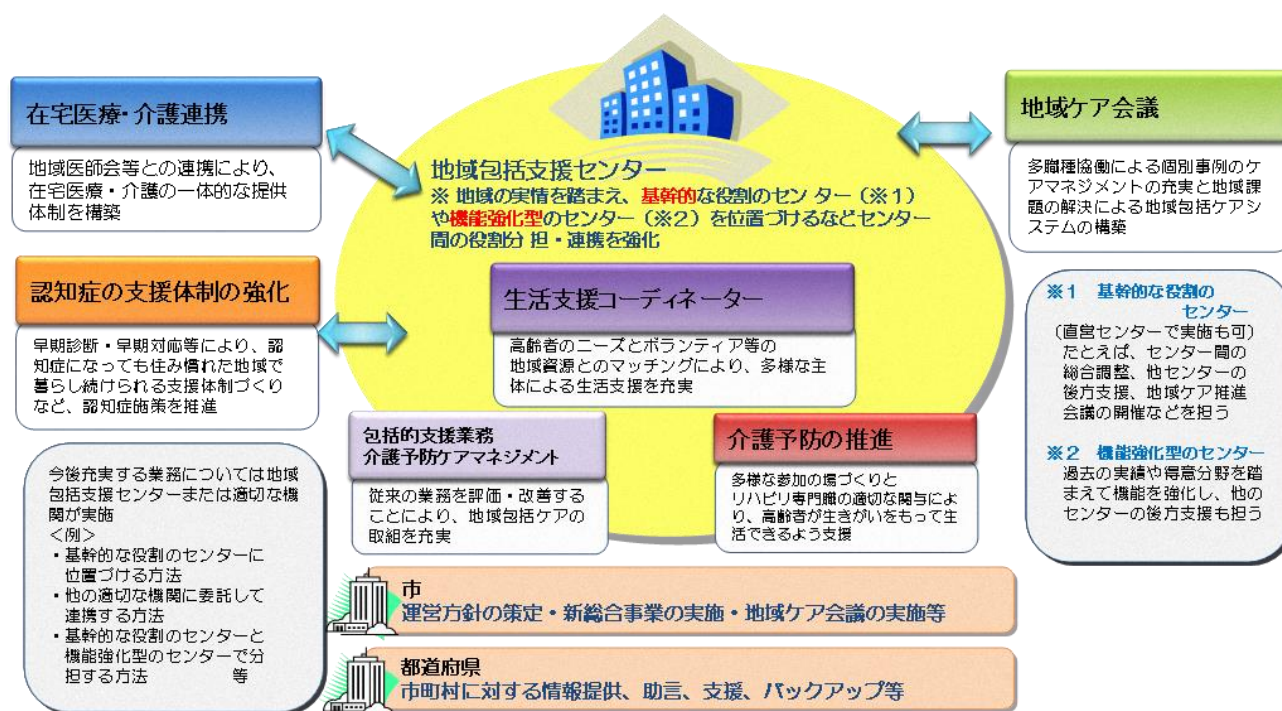 在宅医療・介護連携
地域医師会等との連携により、
在宅医療・介護の一体的な提供
体制を構築
地域包括支援センター
※ 地域の実情を踏まえ、基幹的な役割のセン ター(※1)
や機能強化型のセンター(※2)を位置づけるなどセンター
間の役割分 担・連携を強化
地域ケア会議
多職種協働による個別事例のケ
アマネジメントの充実と地域課
題の解決による地域包括ケアシ
ステムの構築
認知症の支援体制の強化
早期診断・早期対応等により、認
知症になっても住み慣れた地域で
暮らし続けられる支援体制づくり
など、認知症施策を推進
生活支援コーディネーター
高齢者のニーズとボランティア等の
地域資源とのマッチングにより、多様な主
体による生活支援を充実
※1 基幹的な役割の
センター
(直営センターで実施も可)
たとえば、センター間の
総合調整、他センターの
後方支援、地域ケア推進
会議の開催などを担う
※2 機能強化型のセンター
過去の実績や得意分野を踏
まえて機能を強化し、他の
センターの後方支援も担う
包括的支援業務
介護予防ケアマネジメント
従来の業務を評価・改善する
ことにより、地域包括ケアの
取組を充実
介護予防の推進
多様な参加の場づくりと
リハビリ専門職の適切な関与によ
り、高齢者が生きがいをもって生
活できるよう支援
今後充実する業務については地域
包括支援センターまたは適切な機
関が実施
<例>
・基幹的な役割のセンターに
位置づける方法
・他の適切な機関に委託して
連携する方法
・基幹的な役割のセンターと
機能強化型のセンターで分
担する方法 等
市
運営方針の策定・新総合事業の実施・地域ケア会議の実施等
都道府県
市町村に対する情報提供、助言、支援、バックアップ等